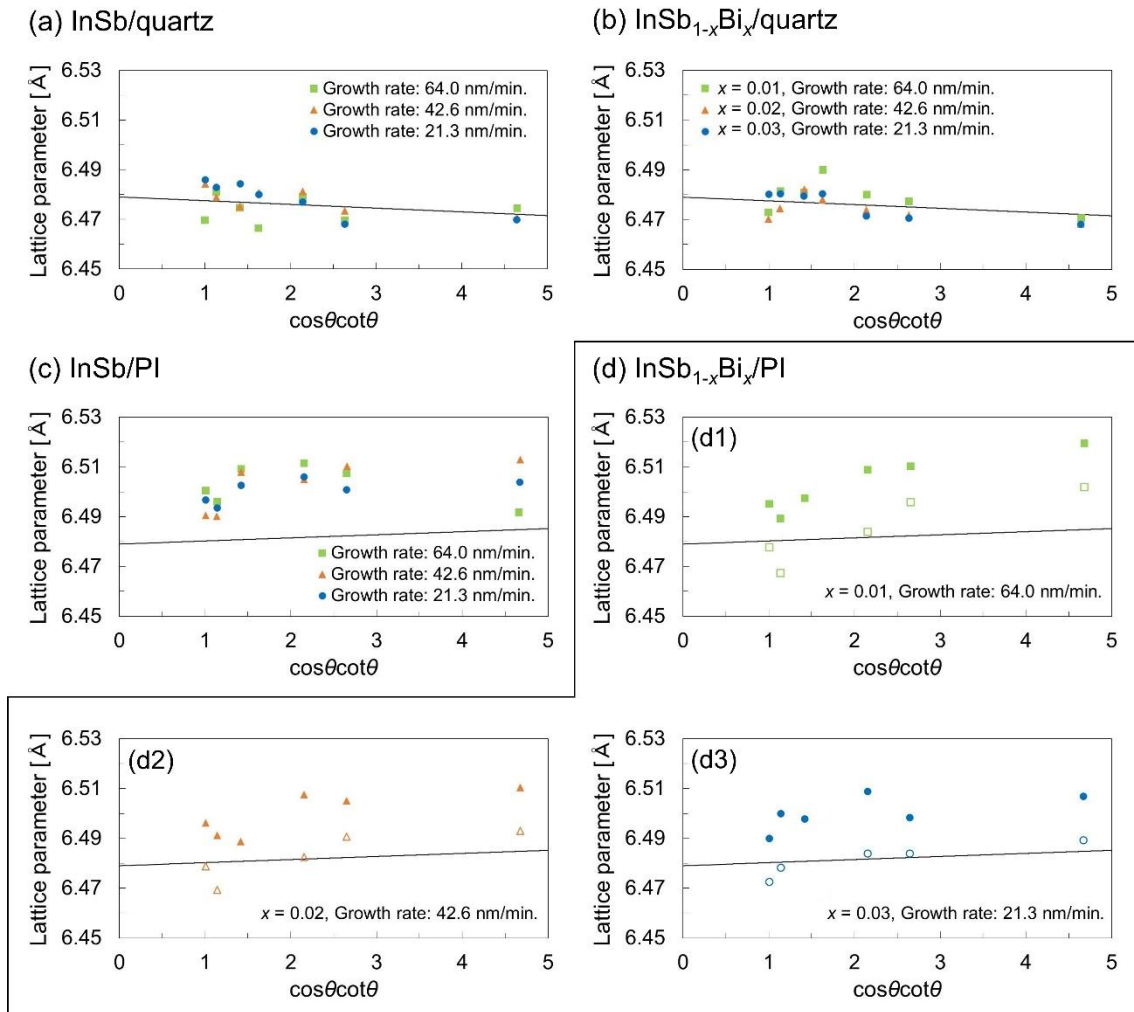 (a) InSb/quartz
Lattice parameter [Å]
6.53
6.51
6.49
6.47
6.45
Growth rate: 64.0 nm/min.
Growth rate: 42.6 nm/min.
Growth rate: 21.3 nm/min.
0 1 2 3 4 5
cosθcotθ
(b) InSb1-xBix/quartz
Lattice parameter [Å]
6.53
6.51
6.49
6.47
6.45
x = 0.01, Growth rate: 64.0 nm/min.
x = 0.02, Growth rate: 42.6 nm/min.
x = 0.03, Growth rate: 21.3 nm/min.
0 1 2 3 4 5
cosθcotθ
(c) InSb/PI
Lattice parameter [Å]
6.53
6.51
6.49
6.47
6.45
Growth rate: 64.0 nm/min.
Growth rate: 42.6 nm/min.
Growth rate: 21.3 nm/min.
0 1 2 3 4 5
cosθcotθ
(d) InSb1-xBix/PI
(d1)
Lattice parameter [Å]
6.53
6.51
6.49
6.47
6.45
x = 0.01, Growth rate: 64.0 nm/min.
0 1 2 3 4 5
cosθcotθ
(d2)
Lattice parameter [Å]
6.53
6.51
6.49
6.47
6.45
x = 0.02, Growth rate: 42.6 nm/min.
0 1 2 3 4 5
cosθcotθ
(d3)
Lattice parameter [Å]
6.53
6.51
6.49
6.47
6.45
x = 0.03, Growth rate: 21.3 nm/min.
0 1 2 3 4 5
cosθcotθ